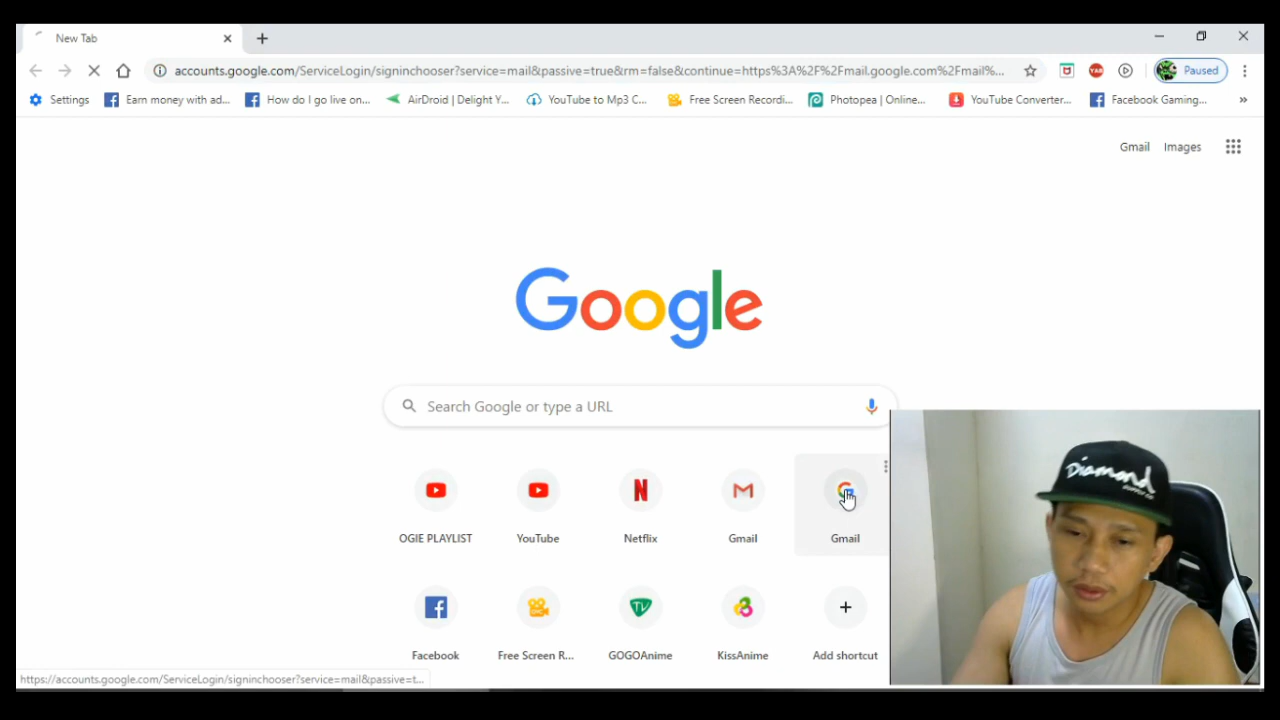 New Tab
accounts.google.com/ServiceLogin/signinchooser?service=mail&passive=true&rm=false&continue=https%3A%2F%2Fmail.google.com%2Fmail%...
Paused
Settings
Earn money with ad...
How do I go live on...
AirDroid | Delight Y...
YouTube to Mp3 C...
Free Screen Recordi...
Photopea | Online...
YouTube Converter...
Facebook Gaming...
Gmail Images
Google
Search Google or type a URL
OGIE PLAYLIST
YouTube
Netflix
Gmail
Gmail
Facebook
Free Screen R...
GOGOAnime
KissAnime
Add shortcut
https://accounts.google.com/ServiceLogin/signinchooser?service=mail&passive=t...
Diamond